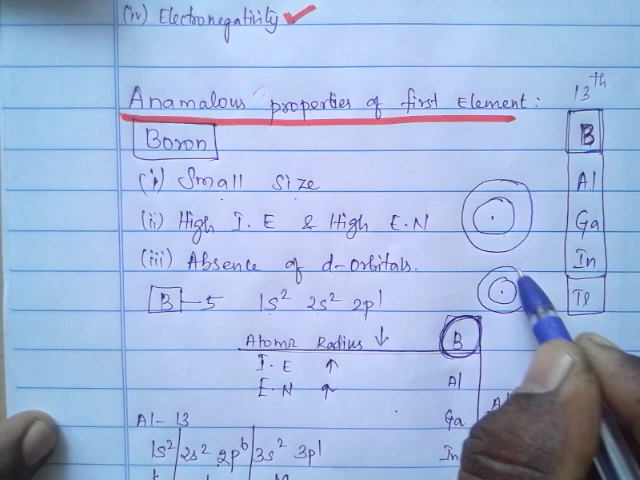 (iv) Electronegativity ✓
Anamalous properties of first Element:
13th
Boron
B
(i) Small Size
Al
(ii) High I.E & High E.N
Ga
(iii) Absence of d-orbitals.
In
B - 5 1s² 2s² 2p¹
Tl
Atomic Radius ↓
B
I.E ↑
Al
E.N ↑
Al - 13
Ga
1s² 2s² 2p⁶ 3s² 3p1
In